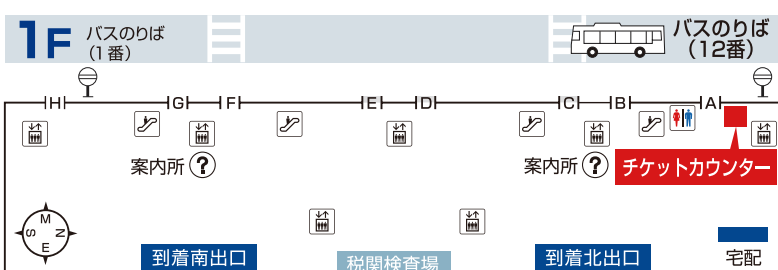 1F
バスのりば
(1番)
バスのりば
(12番)
H
G
F
E
D
C
B
A
案内所?
案内所?
チケットカウンター
M
S
N
E
到着南出口
税関検査場
到着北出口
宅配